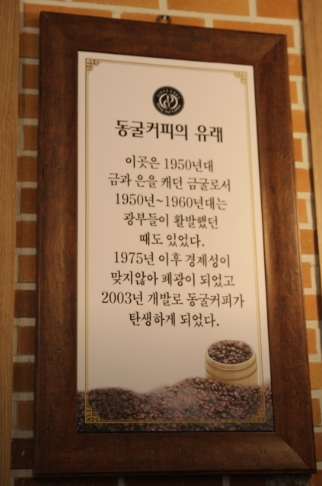 동굴커피의 유래
이곳은 1950년대
금과 은을 캐던 금굴로서
1950년~1960년대는
광부들이 활발했던
때도 있었다.
1975년 이후 경제성이
맞지않아 폐광이 되었고
2003년 개발로 동굴커피가
탄생하게 되었다.